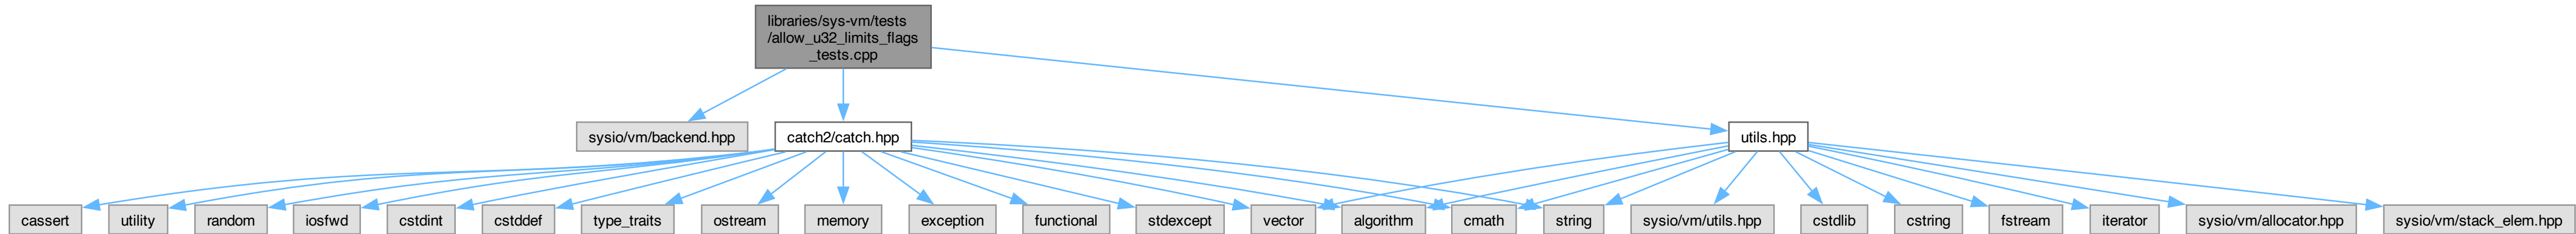 libraries/sys-vm/tests
/allow_u32_limits_flags
_tests.cpp
sysio/vm/backend.hpp
catch2/catch.hpp
utils.hpp
cassert
utility
random
iosfwd
cstdint
cstddef
type_traits
ostream
memory
exception
functional
stdexcept
vector
algorithm
cmath
string
sysio/vm/utils.hpp
cstdlib
cstring
fstream
iterator
sysio/vm/allocator.hpp
sysio/vm/stack_elem.hpp